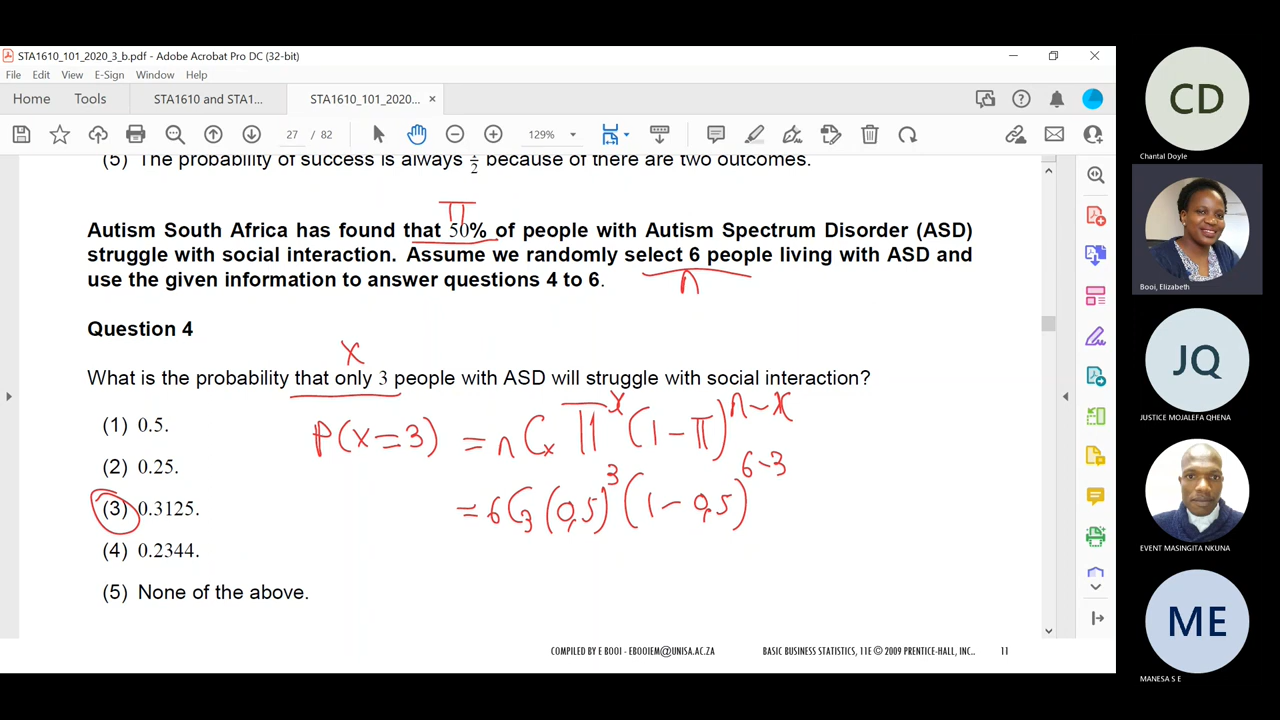 STA1610_101_2020_3_b.pdf - Adobe Acrobat Pro DC (32-bit)
File Edit View E-Sign Window Help
Home Tools STA1610 and STA1... STA1610_101_2020... ×
27 / 82 129%
(5) The probability of success is always 1/2 because of there are two outcomes.
π
Autism South Africa has found that 50% of people with Autism Spectrum Disorder (ASD)
struggle with social interaction. Assume we randomly select 6 people living with ASD and
use the given information to answer questions 4 to 6.
n
Question 4
X
What is the probability that only 3 people with ASD will struggle with social interaction?
(1) 0.5.
P(X=3) = nCx π^x (1-π)^n-x
(2) 0.25.
(3) 0.3125.
= 6C3 (0,5)^3 (1-0,5)^6-3
(4) 0.2344.
(5) None of the above.
COMPILED BY E BOOI - EBOOIEM@UNISA.AC.ZA BASIC BUSINESS STATISTICS, 11E © 2009 PRENTICE-HALL, INC.. 11
CD
Chantal Doyle
Booi, Elizabeth
JQ
JUSTICE MOJALEFA QHENA
EVENT MASINGITA NKUNA
ME
MANESA S E